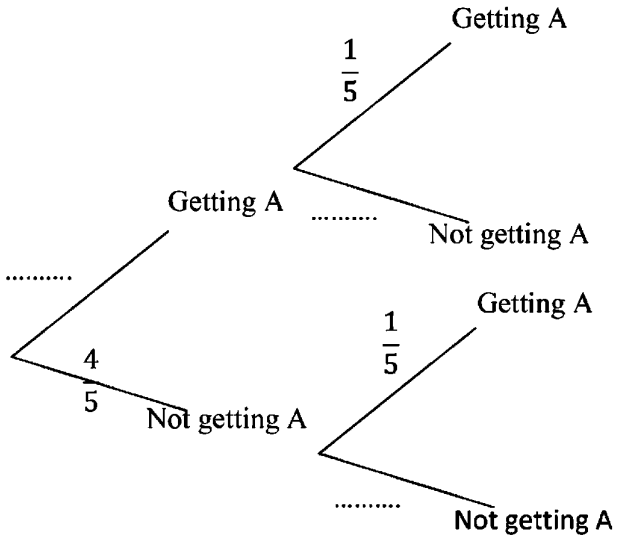 Getting A
1/5
Getting A
..........
Not getting A
..........
Getting A
1/5
4/5
Not getting A
..........
Not getting A